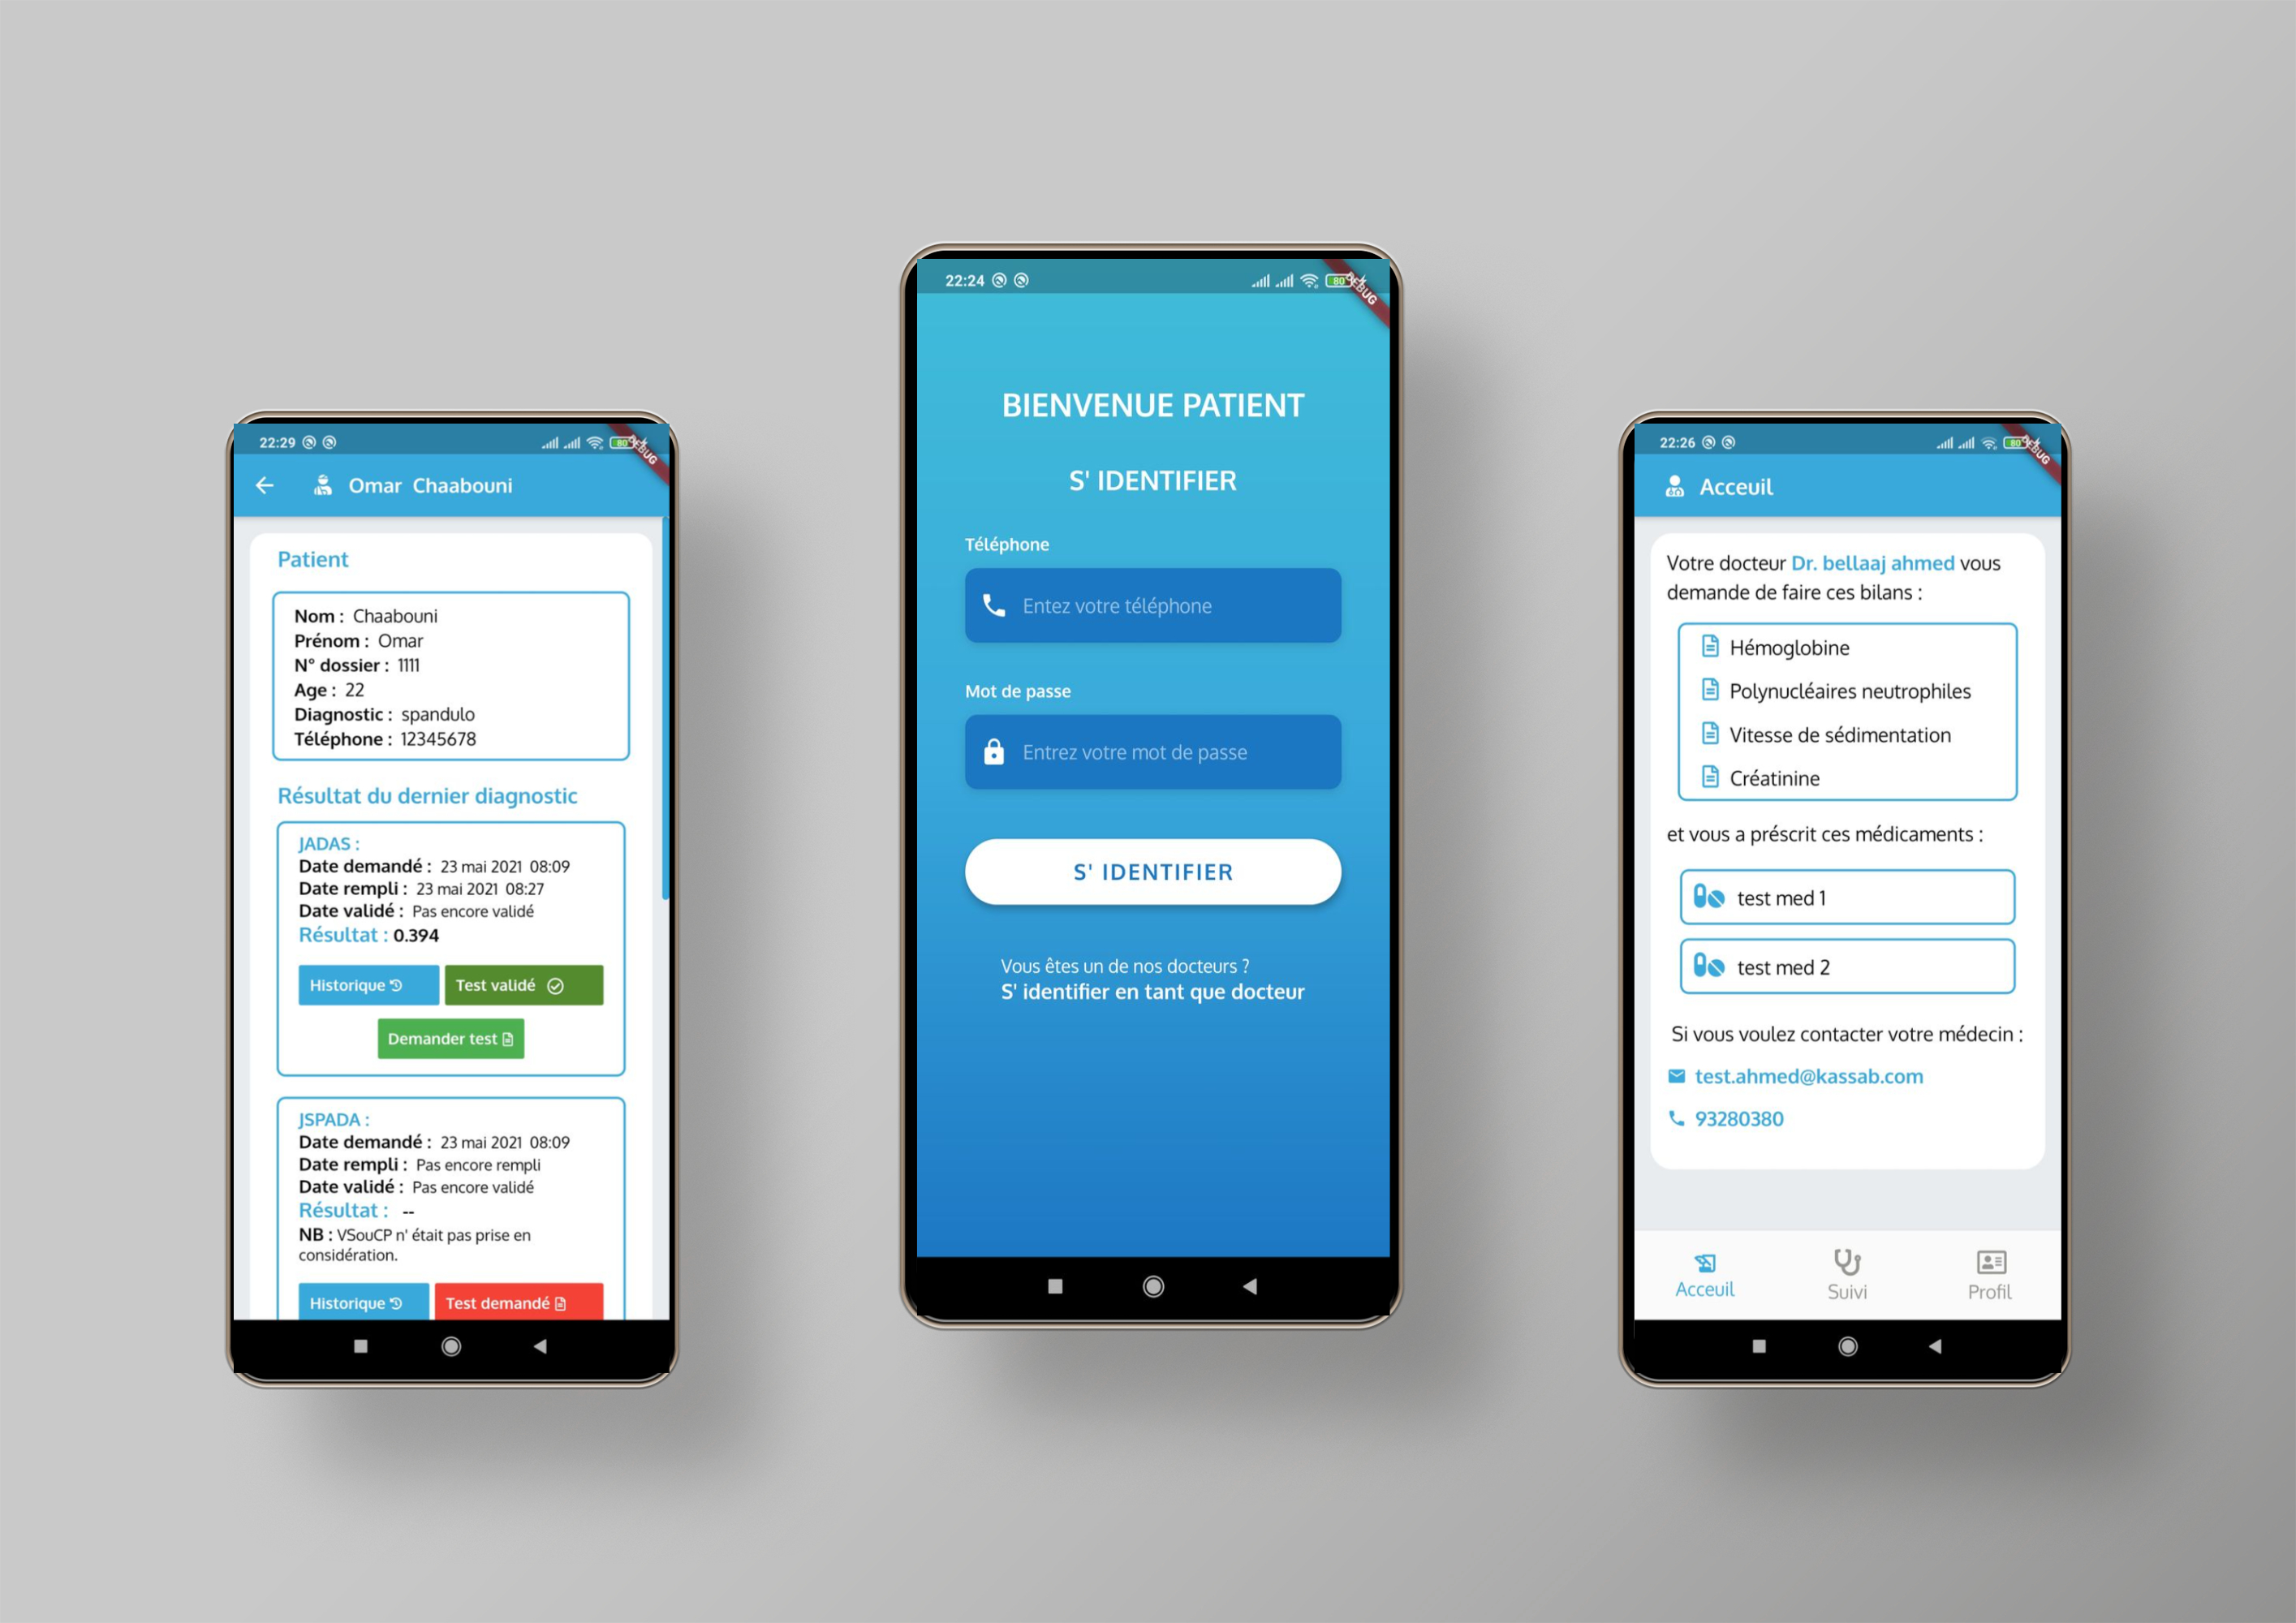 22:29
80
DEBUG
Omar Chaabouni
Patient
Nom : Chaabouni
Prénom : Omar
N° dossier : 1111
Age : 22
Diagnostic : spandulo
Téléphone : 12345678
Résultat du dernier diagnostic
JADAS :
Date demandé : 23 mai 2021 08:09
Date rempli : 23 mai 2021 08:27
Date validé : Pas encore validé
Résultat : 0.394
Historique
Test validé
Demander test
JSPADA :
Date demandé : 23 mai 2021 08:09
Date rempli : Pas encore rempli
Date validé : Pas encore validé
Résultat : --
NB : VSouCP n' était pas prise en
considération.
Historique
Test demandé
22:24
80
DEBUG
BIENVENUE PATIENT
S' IDENTIFIER
Téléphone
Entez votre téléphone
Mot de passe
Entrez votre mot de passe
S' IDENTIFIER
Vous êtes un de nos docteurs ?
S' identifier en tant que docteur
22:26
80
DEBUG
Acceuil
Votre docteur Dr. bellaaj ahmed vous
demande de faire ces bilans :
Hémoglobine
Polynucléaires neutrophiles
Vitesse de sédimentation
Créatinine
et vous a préscrit ces médicaments :
test med 1
test med 2
Si vous voulez contacter votre médecin :
test.ahmed@kassab.com
93280380
Acceuil
Suivi
Profil